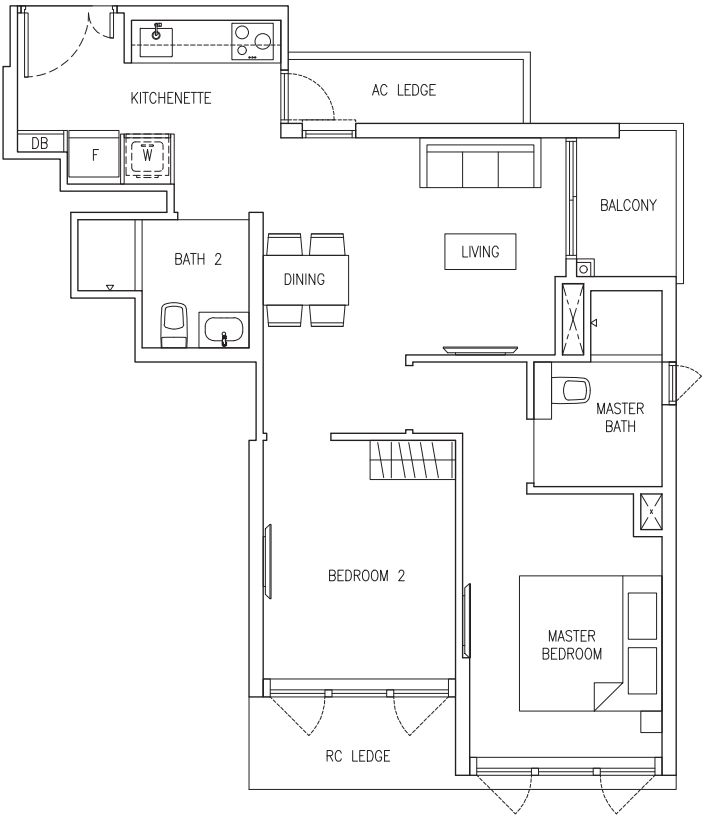 AC LEDGE
KITCHENETTE
DB
F
W
BALCONY
BATH 2
LIVING
DINING
MASTER
BATH
x
BEDROOM 2
MASTER
BEDROOM
RC LEDGE